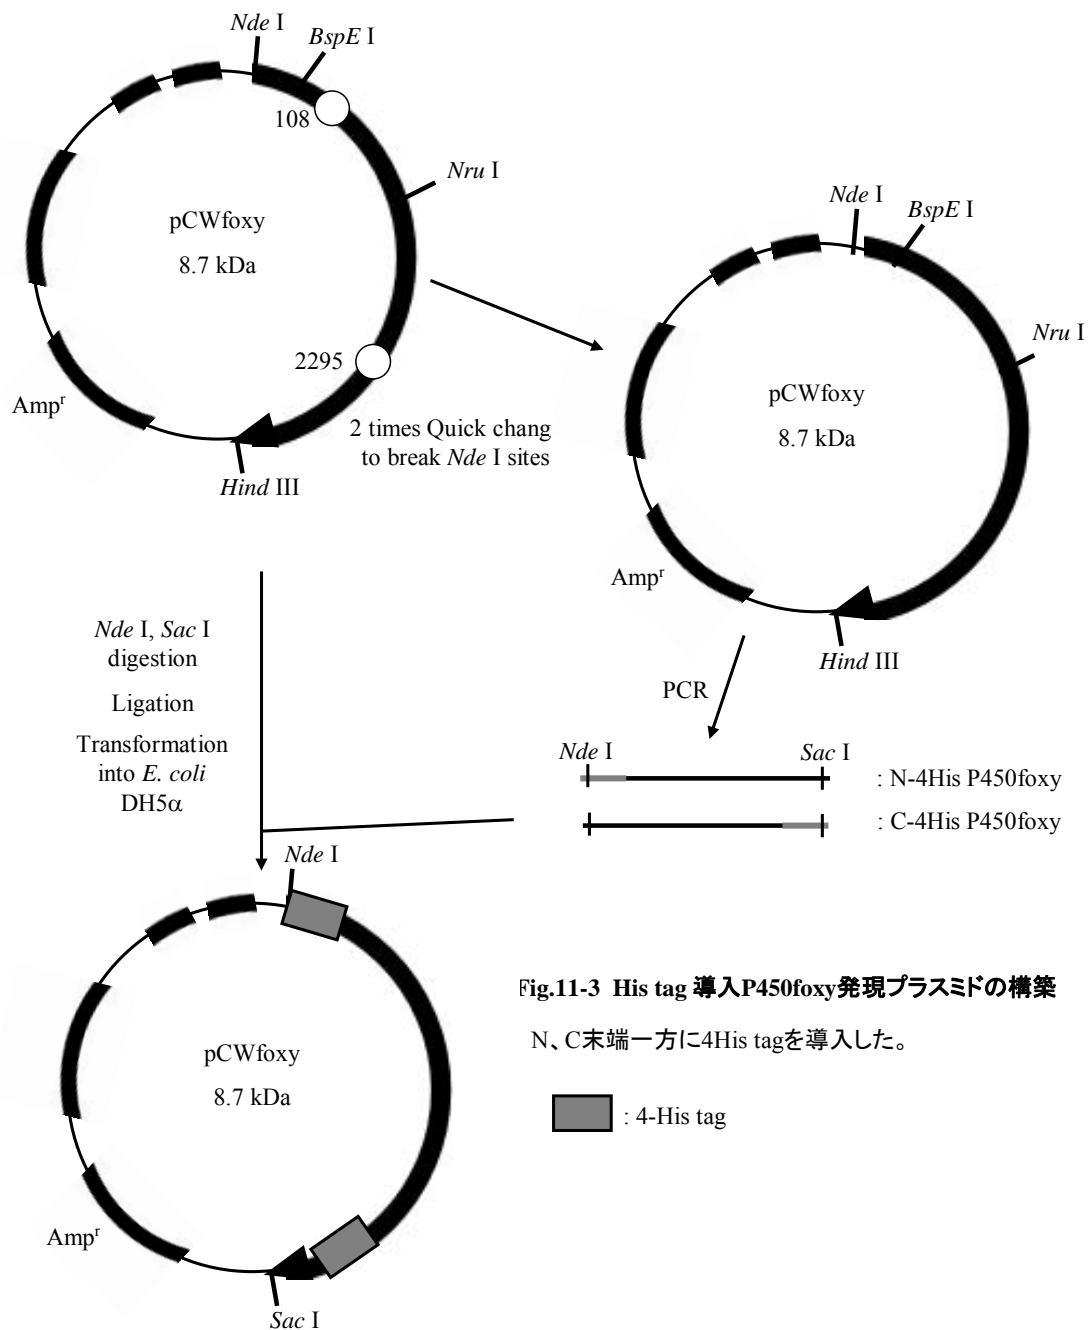 Nde I
BspE I
108
Nru I
pCWfoxy
8.7 kDa
2295
Ampr
2 times Quick chang
to break Nde I sites
Hind III
Nde I
BspE I
Nru I
pCWfoxy
8.7 kDa
Ampr
Hind III
Nde I, Sac I
digestion
Ligation
Transformation
into E. coli
DH5α
PCR
Nde I
Sac I
: N-4His P450foxy
: C-4His P450foxy
Nde I
pCWfoxy
8.7 kDa
Ampr
Sac I
Fig.11-3 His tag 導入P450foxy発現プラスミドの構築
N、C末端一方に4His tagを導入した。
: 4-His tag